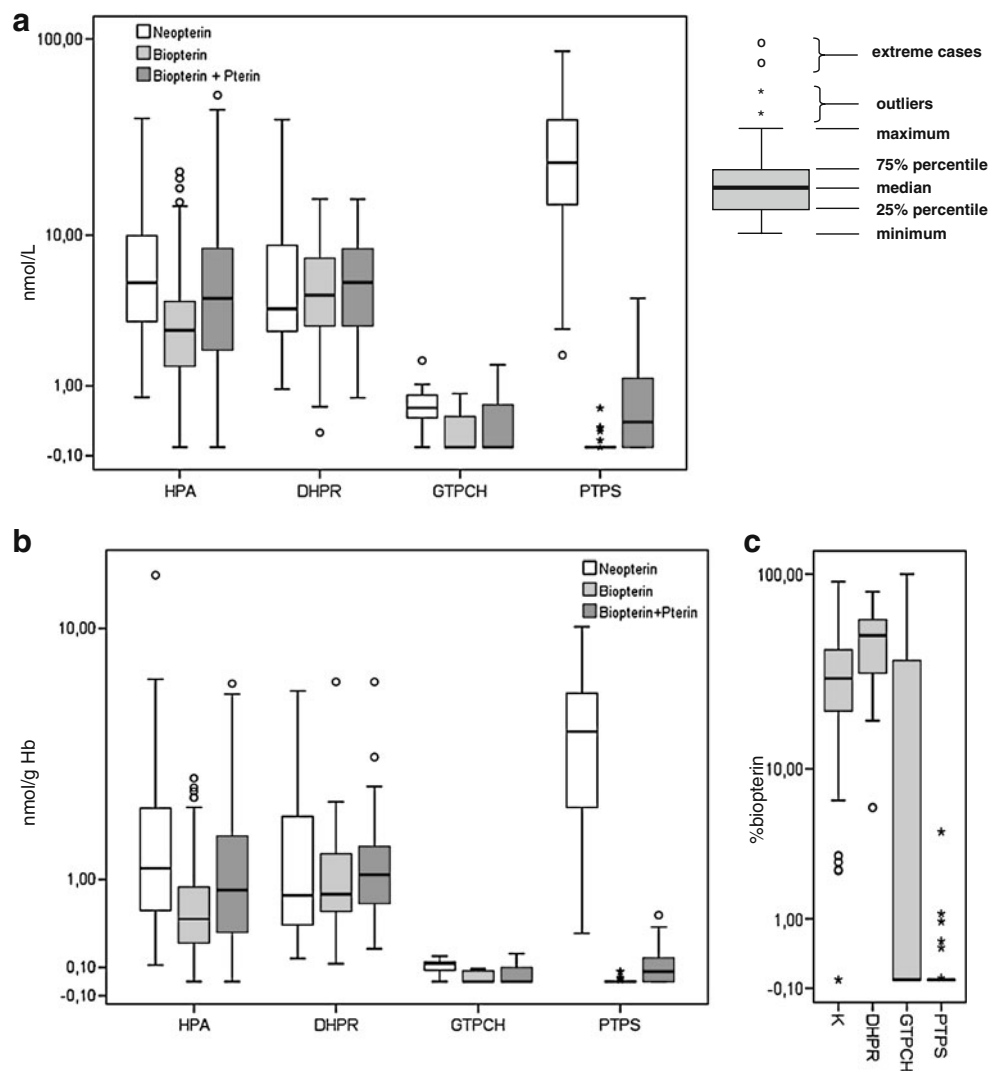 a
Neopterin
Biopterin
Biopterin + Pterin
100,00
10,00
1,00
-0,10
nmol/L
HPA DHPR GTPCH PTPS
extreme cases
outliers
maximum
75% percentile
median
25% percentile
minimum
b
Neopterin
Biopterin
Biopterin+Pterin
10,00
1,00
0,10
-0,10
nmol/g Hb
HPA DHPR GTPCH PTPS
c
100,00
10,00
1,00
-0,10
%biopterin
K DHPR GTPCH PTPS